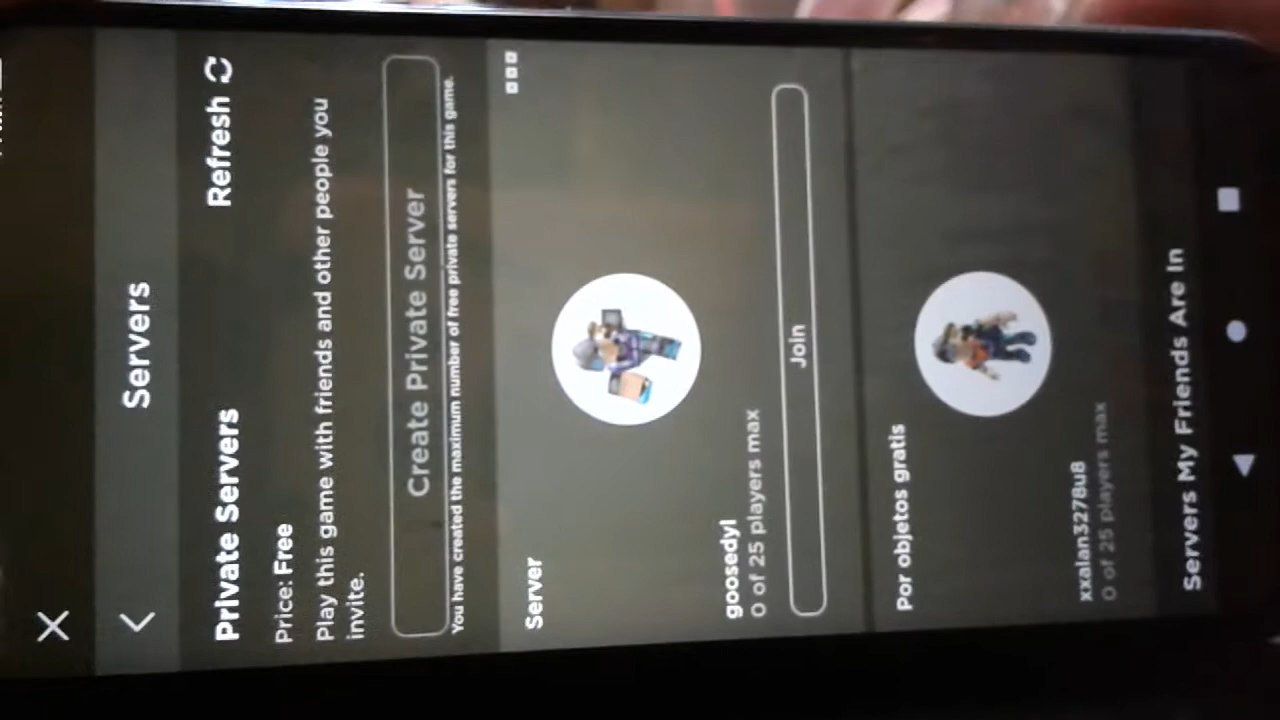 Servers
Private Servers
Refresh
Price: Free
Play this game with friends and other people you
invite.
Create Private Server
You have created the maximum number of free private servers for this game.
Server
goosedyl
0 of 25 players max
Join
Por objetos gratis
xxalan3278u8
0 of 25 players max
Servers My Friends Are In